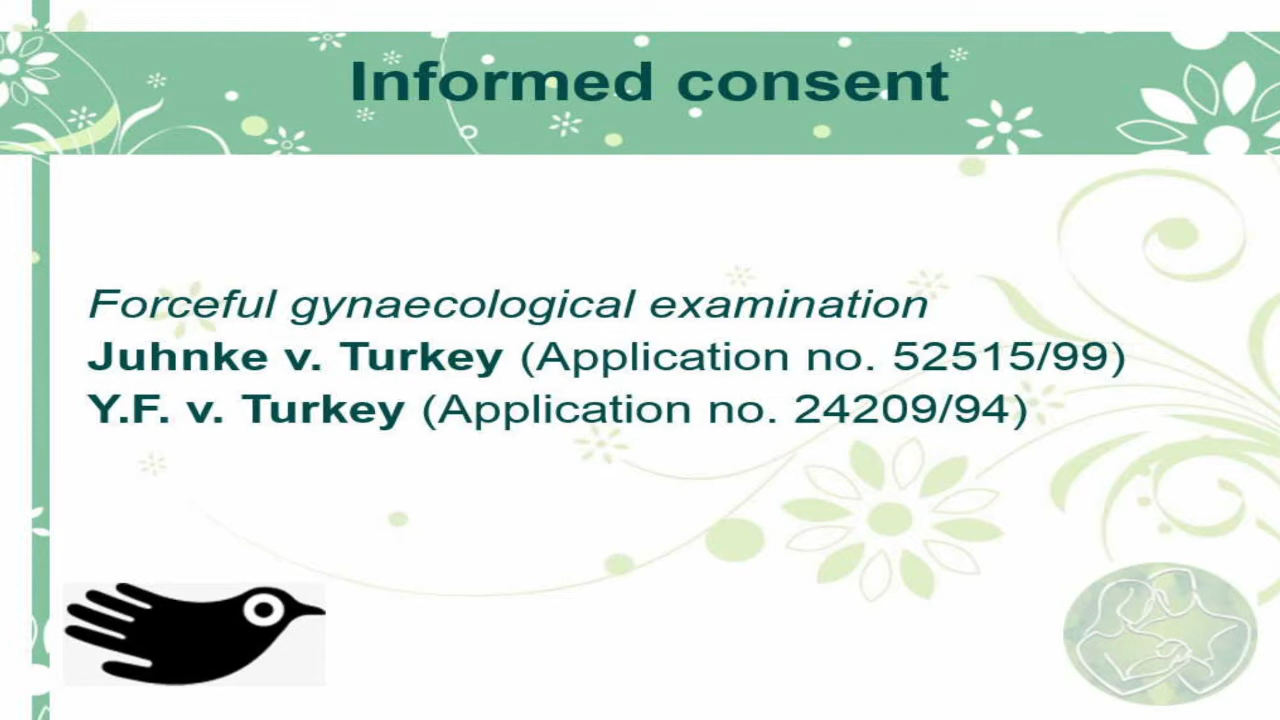 Informed consent
Forceful gynaecological examination
Juhnke v. Turkey (Application no. 52515/99)
Y.F. v. Turkey (Application no. 24209/94)